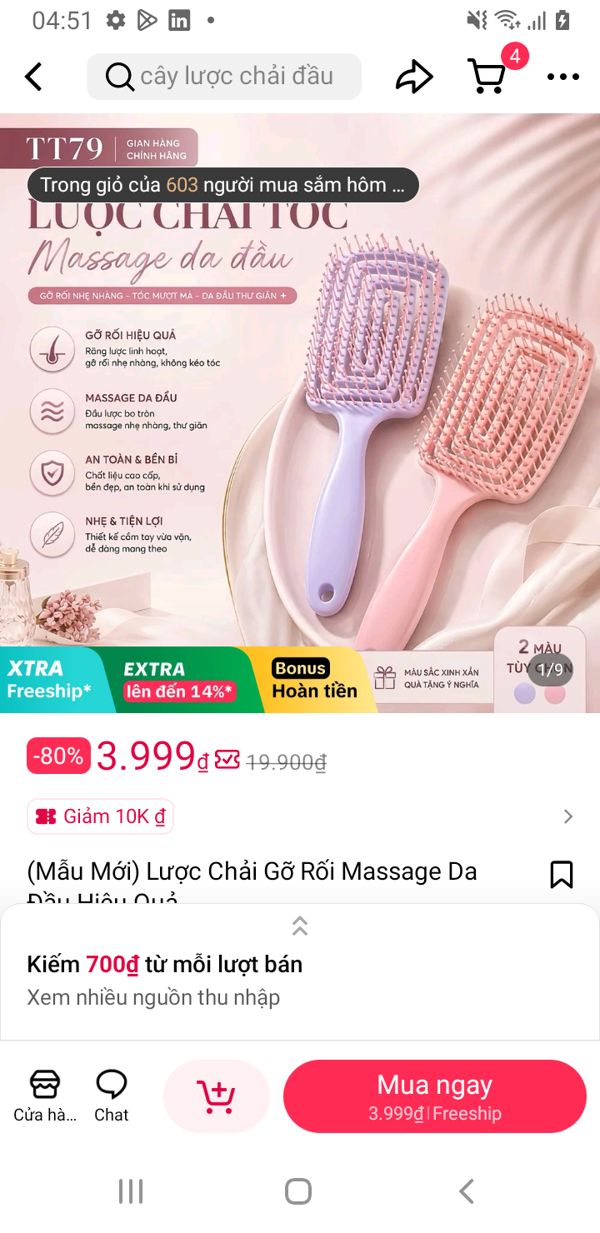 04:51
cây lược chải đầu
4
TT79
GIAN HÀNG
CHÍNH HÃNG
Trong giỏ của 603 người mua sắm hôm ...
LƯỢC CHẢI TÓC
Massage da đầu
GỠ RỐI NHẸ NHÀNG - TÓC MƯỢT MÀ - DA ĐẦU THƯ GIÃN +
GỠ RỐI HIỆU QUẢ
Răng lược linh hoạt,
gỡ rối nhẹ nhàng, không kéo tóc
MASSAGE DA ĐẦU
Đầu lược bo tròn
massage nhẹ nhàng, thư giãn
AN TOÀN & BỀN BỈ
Chất liệu cao cấp,
bền đẹp, an toàn khi sử dụng
NHẸ & TIỆN LỢI
Thiết kế cầm tay vừa vặn,
dễ dàng mang theo
XTRA
Freeship*
EXTRA
lên đến 14%*
Bonus
Hoàn tiền
MÀU SẮC XINH XẮN
QUÀ TẶNG Ý NGHĨA
2 MÀU
TÙY CHỌN
1/9
-80% 3.999₫ 19.900₫
Giảm 10K ₫
(Mẫu Mới) Lược Chải Gỡ Rối Massage Da
Đầu Hiệu Quả
Kiếm 700₫ từ mỗi lượt bán
Xem nhiều nguồn thu nhập
Cửa hà...
Chat
Mua ngay
3.999₫ | Freeship